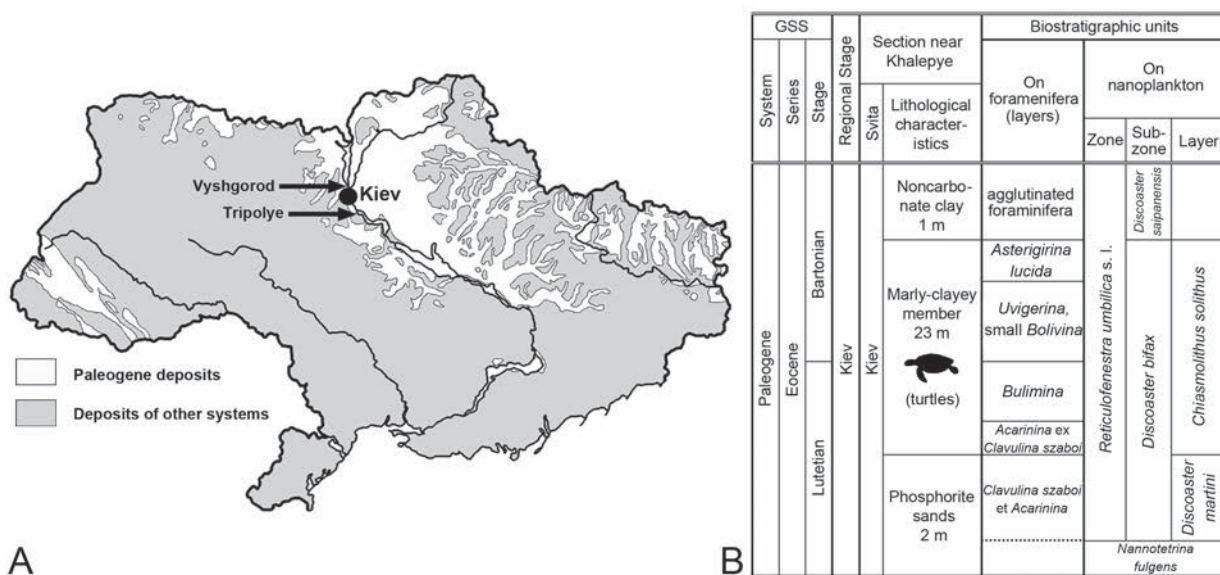 Vyshgorod
Kiev
Tripolye
Paleogene deposits
Deposits of other systems
A
B
GSS
System
Series
Stage
Regional Stage
Section near
Khalepye
Svita
Lithological
character-
istics
Biostratigraphic units
On
foramenifera
(layers)
On
nanoplankton
Zone
Sub-
zone
Layer
Paleogene
Eocene
Bartonian
Lutetian
Kiev
Kiev
Noncarbo-
nate clay
1 m
Marly-clayey
member
23 m
(turtles)
Phosphorite
sands
2 m
agglutinated
foraminifera
Asterigirina
lucida
Uvigerina,
small Bolivina
Bulimina
Acarinina ex
Clavulina szaboi
Clavulina szaboi
et Acarinina
Reticulofenestra umbilica s. l.
Discoaster
saipanensis
Discoaster bifax
Chiasmolithus solithus
Discoaster
martini
Nannotetrina
fulgens